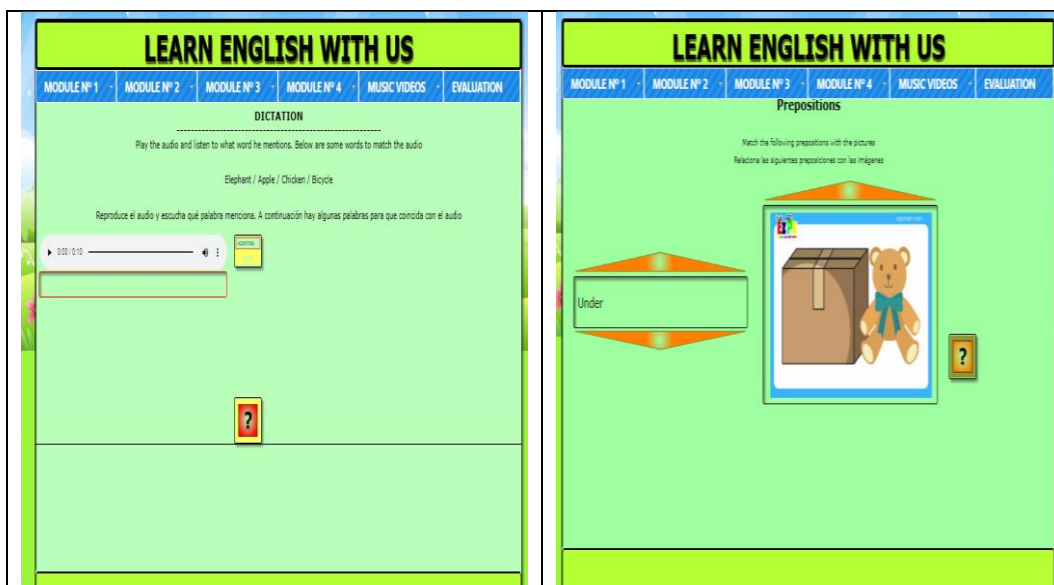 LEARN ENGLISH WITH US
MODULE Nº 1 MODULE Nº 2 MODULE Nº 3 MODULE Nº 4 MUSIC VIDEOS EVALUATION
DICTATION
Play the audio and listen to what word he mentions. Below are some words to match the audio
Elephant / Apple / Chicken / Bicycle
Reproduce el audio y escucha qué palabra menciona. A continuación hay algunas palabras para que coincida con el audio
0:00 / 0:10
?
LEARN ENGLISH WITH US
MODULE Nº 1 MODULE Nº 2 MODULE Nº 3 MODULE Nº 4 MUSIC VIDEOS EVALUATION
Prepositions
Match the following prepositions with the pictures
Relaciona las siguientes preposiciones con las imágenes
Under
?